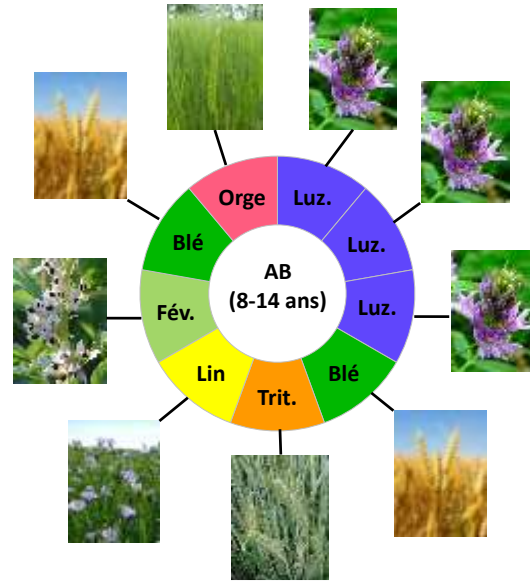 Orge
Luz.
Luz.
Luz.
Blé
Trit.
Lin
Fév.
Blé
AB
(8-14 ans)